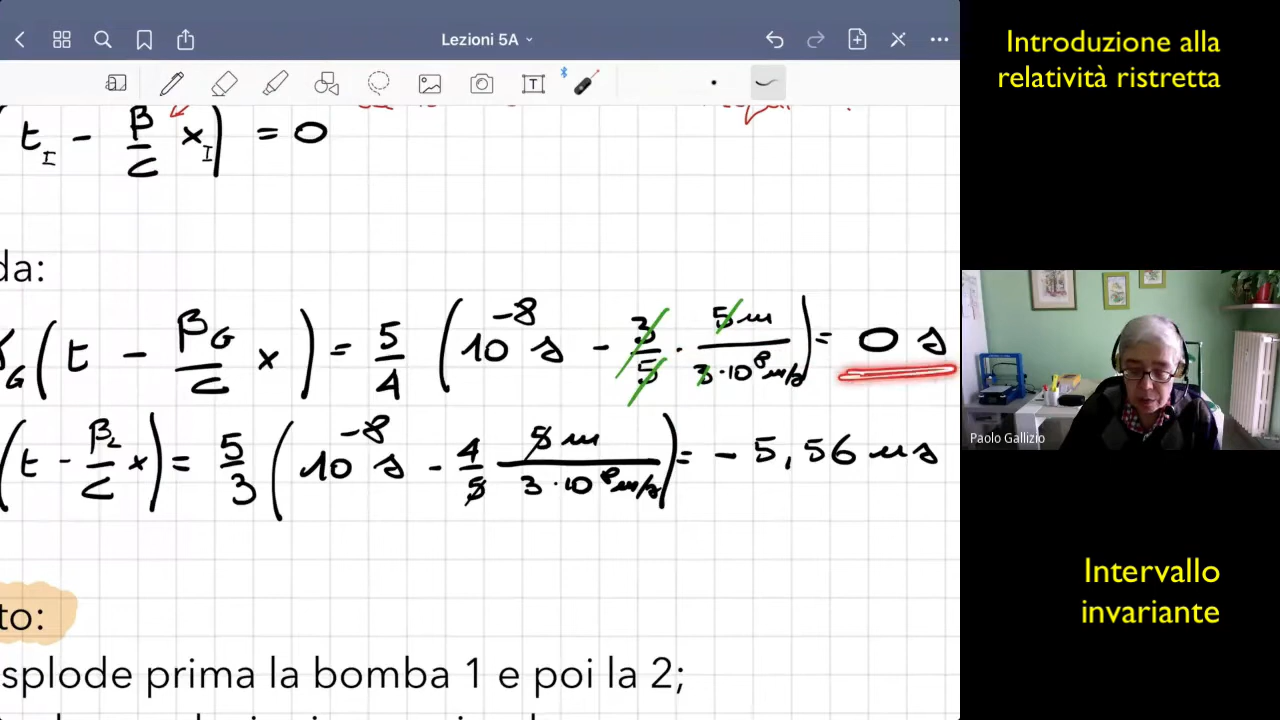 Lezioni 5A
Introduzione alla
relatività ristretta
( t_I - β/c x_I ) = 0
da:
γ_G ( t - β_G/c x ) = 5/4 ( 10^-8 s - 3/5 · 5 m / 3·10^8 m/s ) = 0 s
( t - β_L/c x ) = 5/3 ( 10^-8 s - 4/5 5 m / 3·10^8 m/s ) = - 5,56 ns
Paolo Gallizio
Intervallo
invariante
to:
splode prima la bomba 1 e poi la 2;